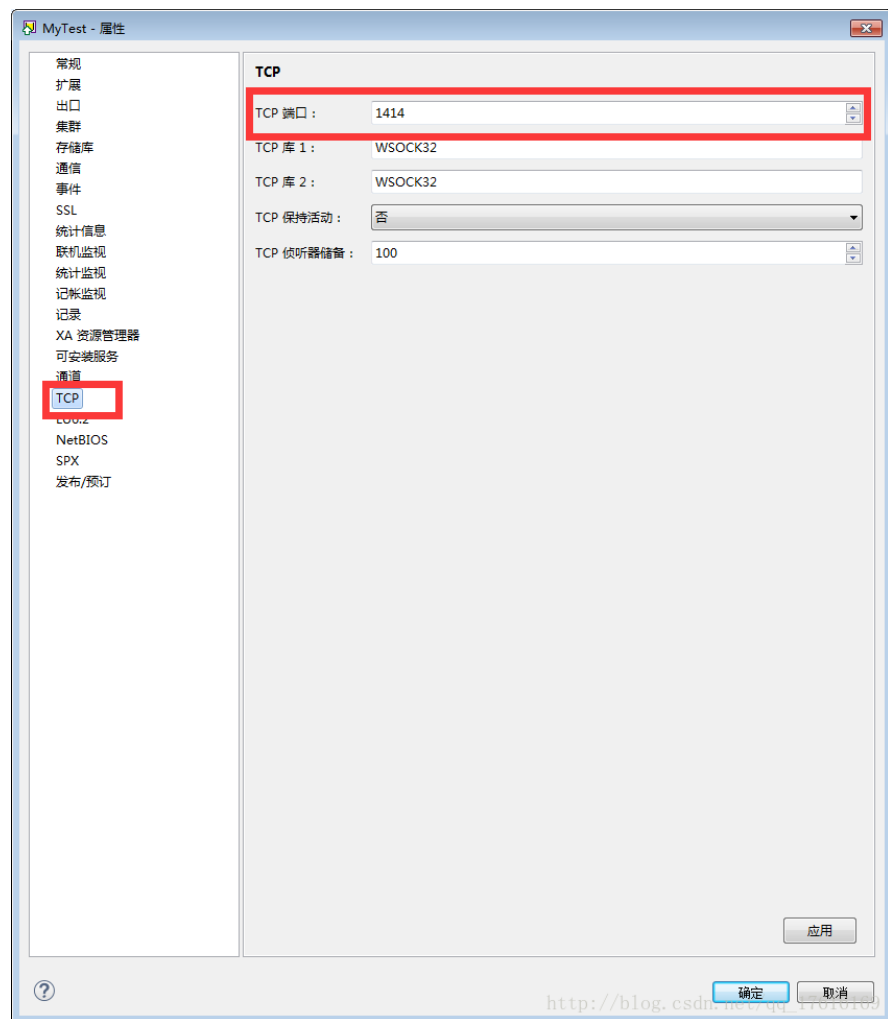 MyTest - 属性
常规
扩展
出口
集群
存储库
通信
事件
SSL
统计信息
联机监视
统计监视
记帐监视
记录
XA 资源管理器
可安装服务
通道
TCP
LU6.2
NetBIOS
SPX
发布/预订
TCP
TCP 端口： 1414
TCP 库 1： WSOCK32
TCP 库 2： WSOCK32
TCP 保持活动： 否
TCP 侦听器储备： 100
应用
确定 取消
http://blog.csdn.net/qq_17616169